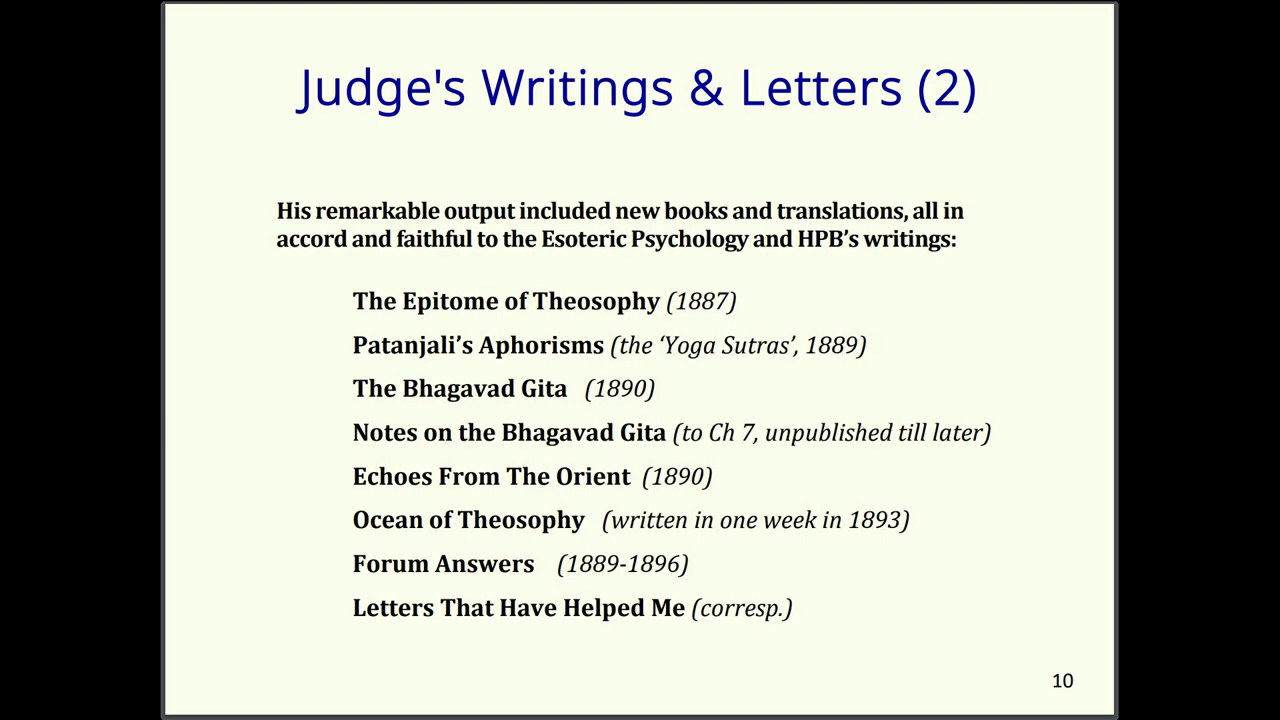 Judge's Writings & Letters (2)
His remarkable output included new books and translations, all in
accord and faithful to the Esoteric Psychology and HPB’s writings:
The Epitome of Theosophy (1887)
Patanjali’s Aphorisms (the ‘Yoga Sutras’, 1889)
The Bhagavad Gita (1890)
Notes on the Bhagavad Gita (to Ch 7, unpublished till later)
Echoes From The Orient (1890)
Ocean of Theosophy (written in one week in 1893)
Forum Answers (1889-1896)
Letters That Have Helped Me (corresp.)
10